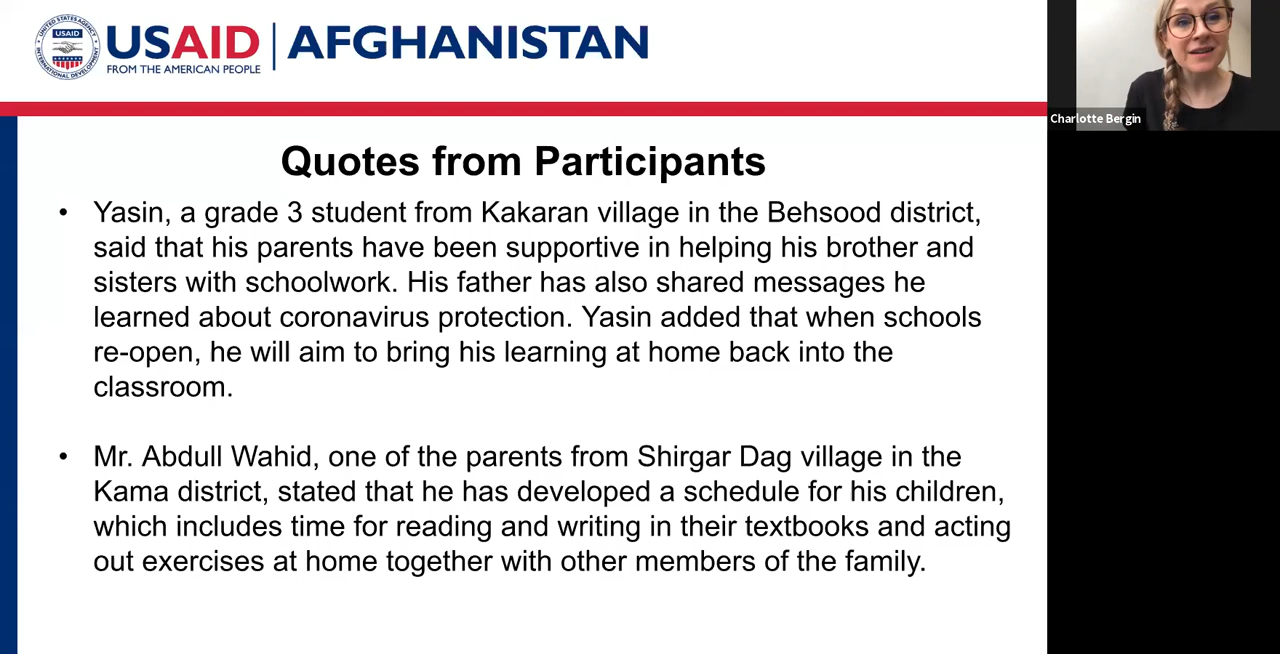 UNITED STATES AGENCY
USAID
INTERNATIONAL DEVELOPMENT
USAID
FROM THE AMERICAN PEOPLE
AFGHANISTAN
Charlotte Bergin
Quotes from Participants
• Yasin, a grade 3 student from Kakaran village in the Behsood district,
said that his parents have been supportive in helping his brother and
sisters with schoolwork. His father has also shared messages he
learned about coronavirus protection. Yasin added that when schools
re-open, he will aim to bring his learning at home back into the
classroom.
• Mr. Abdull Wahid, one of the parents from Shirgar Dag village in the
Kama district, stated that he has developed a schedule for his children,
which includes time for reading and writing in their textbooks and acting
out exercises at home together with other members of the family.